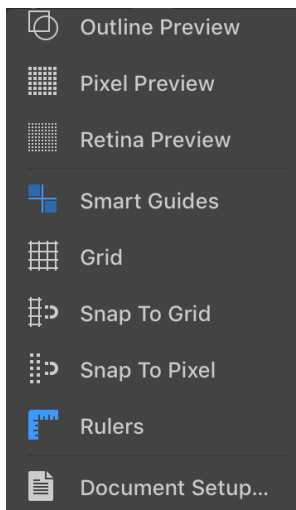 Outline Preview
Pixel Preview
Retina Preview
Smart Guides
Grid
Snap To Grid
Snap To Pixel
Rulers
Document Setup...